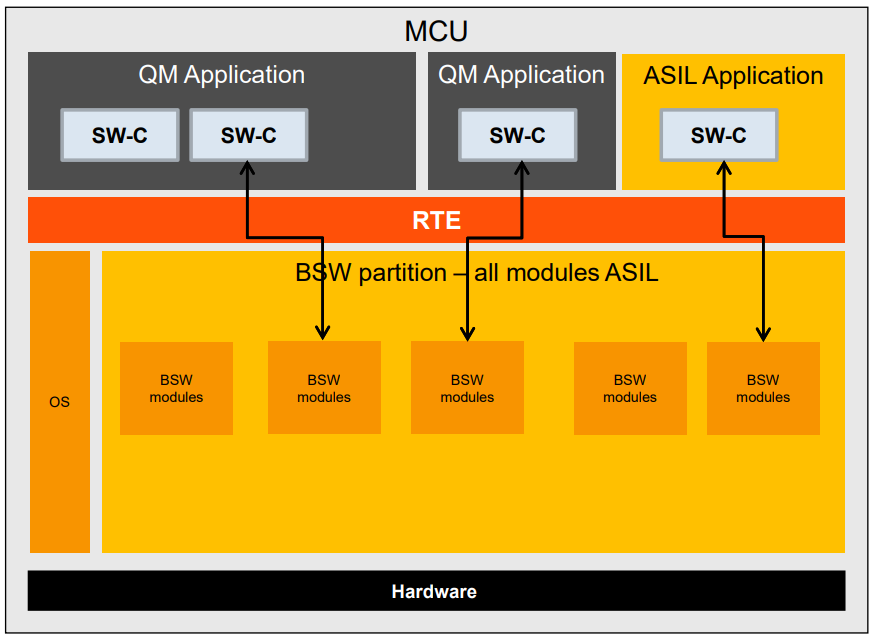 MCU
QM Application
QM Application
ASIL Application
SW-C
SW-C
SW-C
SW-C
RTE
BSW partition – all modules ASIL
OS
BSW
modules
BSW
modules
BSW
modules
BSW
modules
BSW
modules
Hardware